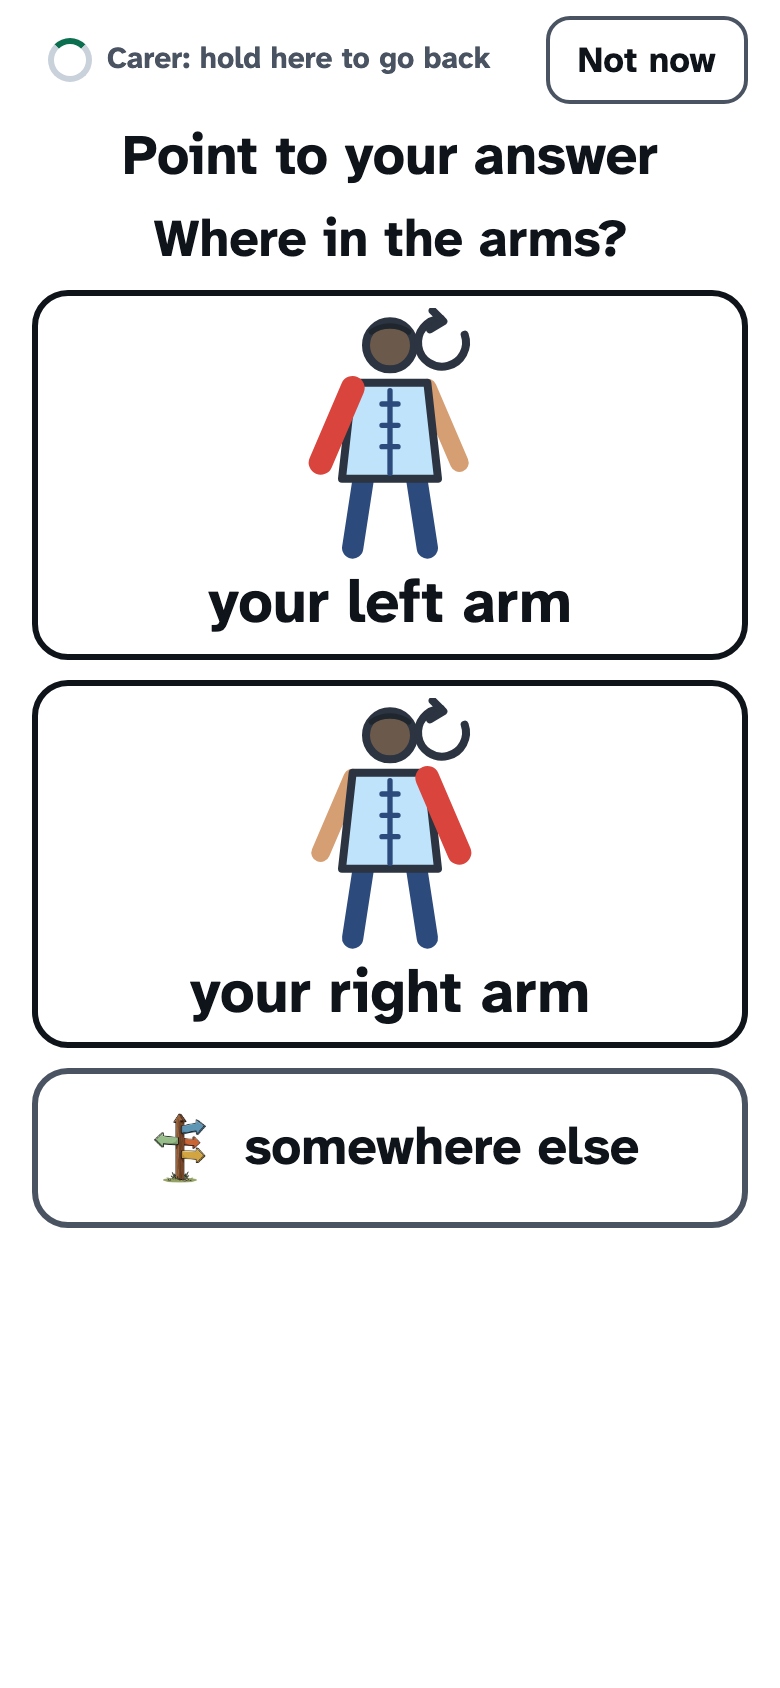 Carer: hold here to go back
Not now
Point to your answer
Where in the arms?
your left arm
your right arm
somewhere else